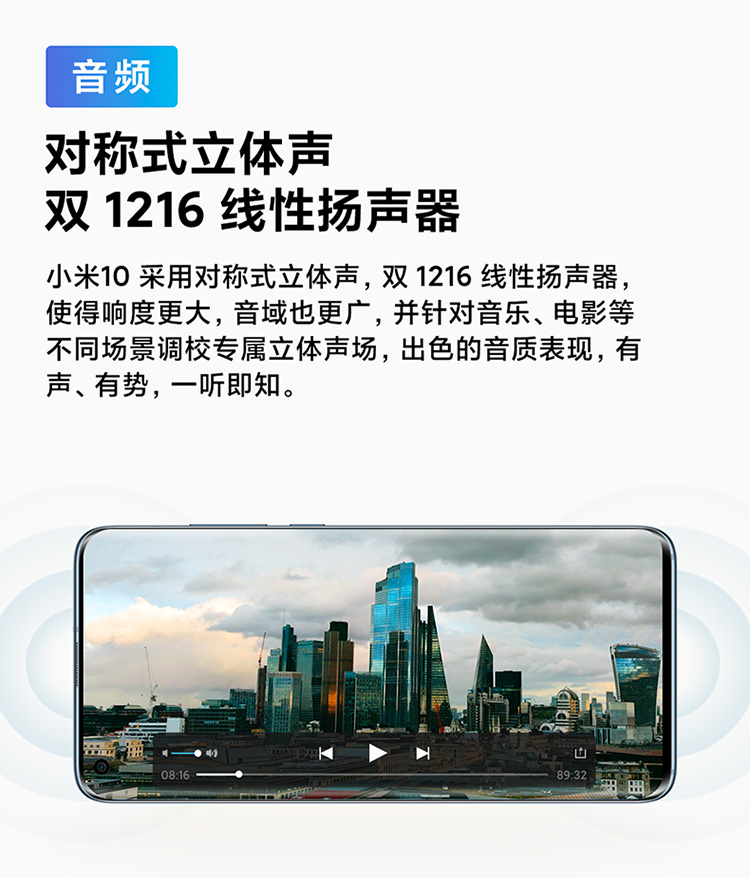 音频
对称式立体声
双 1216 线性扬声器
小米10 采用对称式立体声，双 1216 线性扬声器，
使得响度更大，音域也更广，并针对音乐、电影等
不同场景调校专属立体声场，出色的音质表现，有
声、有势，一听即知。
08:16
89:32